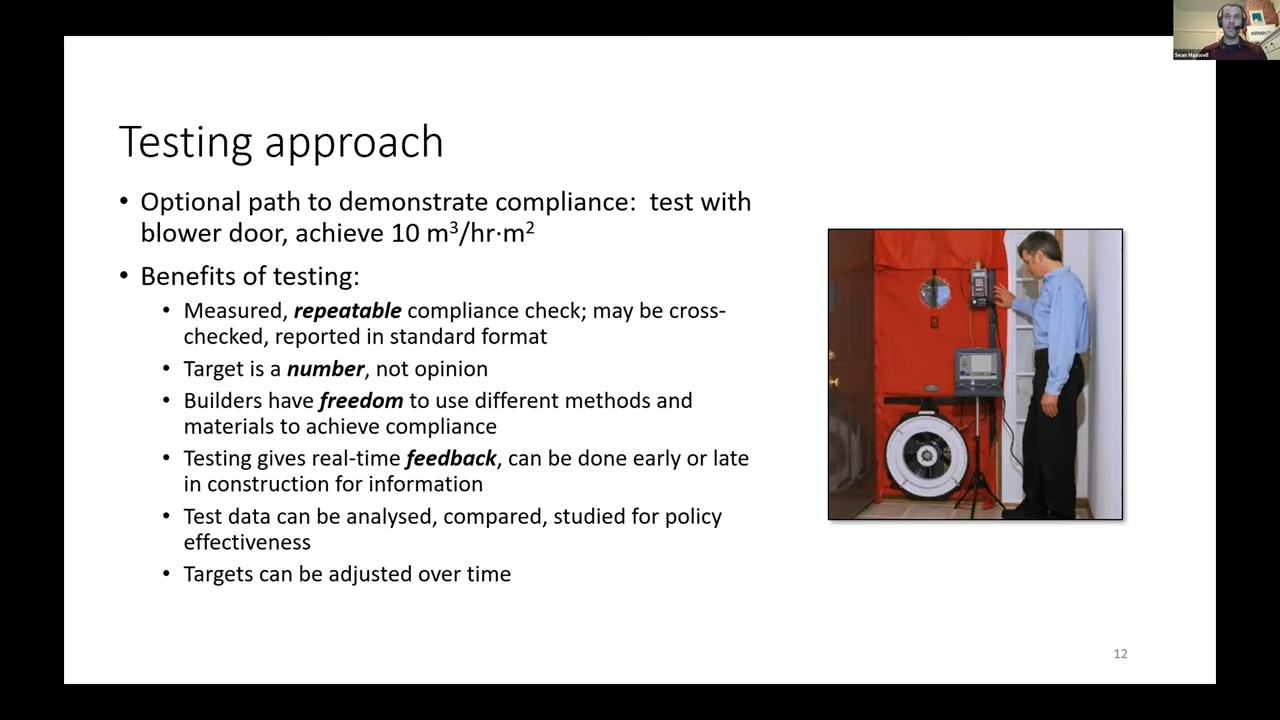 Sean Maxwell
Testing approach
• Optional path to demonstrate compliance:  test with
blower door, achieve 10 m³/hr·m²
• Benefits of testing:
• Measured, repeatable compliance check; may be cross-
checked, reported in standard format
• Target is a number, not opinion
• Builders have freedom to use different methods and
materials to achieve compliance
• Testing gives real-time feedback, can be done early or late
in construction for information
• Test data can be analysed, compared, studied for policy
effectiveness
• Targets can be adjusted over time
12